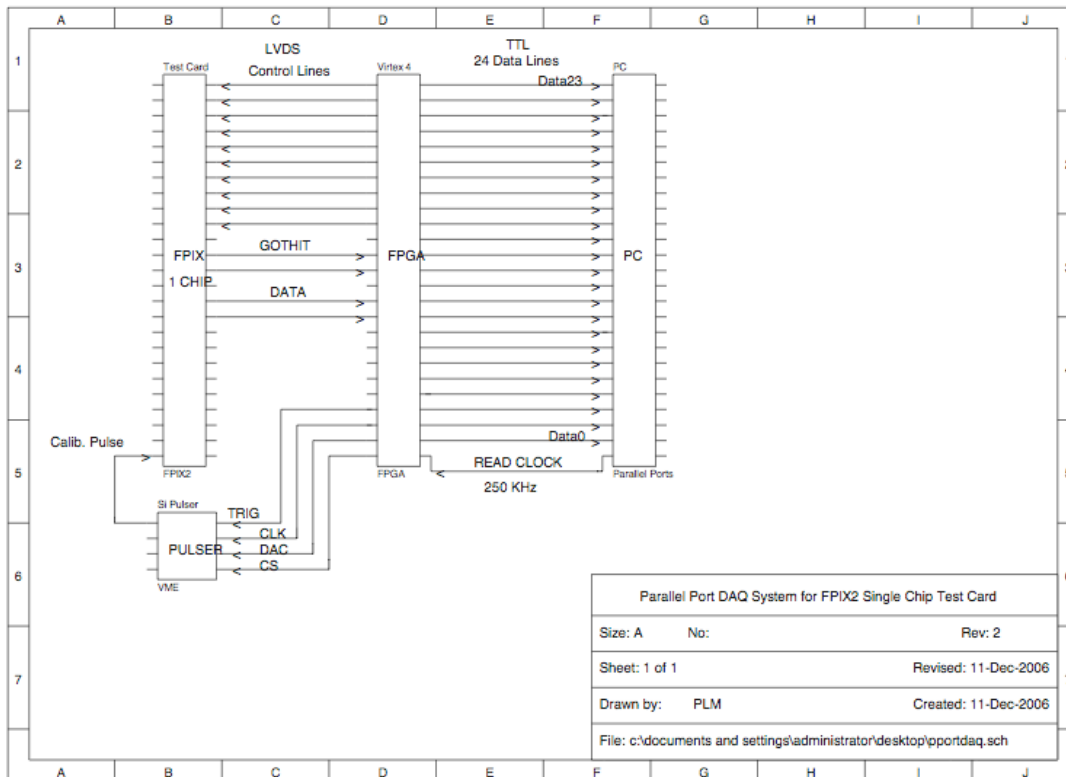 A B C D E F G H I J
1
2
3
4
5
6
7
LVDS
Control Lines
TTL
24 Data Lines
Test Card
Virtex 4
PC
Data23
FPIX
1 CHIP
GOTHIT
DATA
FPGA
PC
Calib. Pulse
Data0
READ CLOCK
250 KHz
FPIX2
FPGA
Parallel Ports
Si Pulser
TRIG
CLK
PULSER
DAC
CS
VME
Parallel Port DAQ System for FPIX2 Single Chip Test Card
Size: A No: Rev: 2
Sheet: 1 of 1 Revised: 11-Dec-2006
Drawn by: PLM Created: 11-Dec-2006
File: c:\documents and settings\administrator\desktop\pportdaq.sch
A B C D E F G H I J